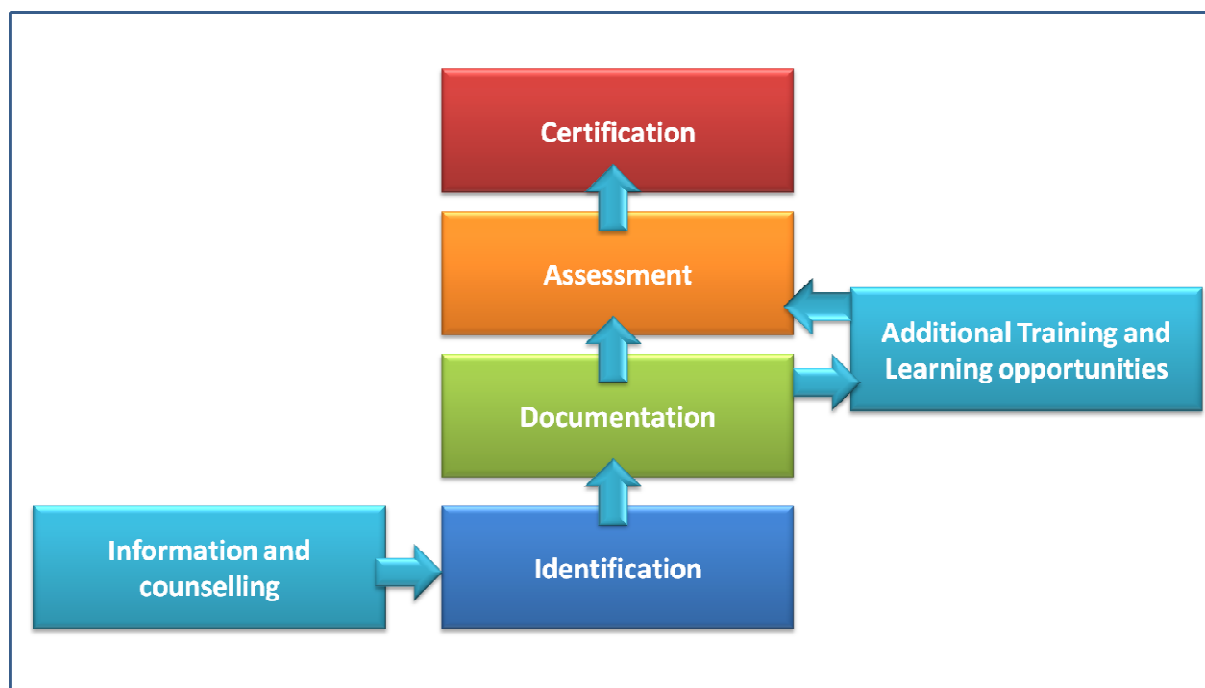 Certification
Assessment
Additional Training and
Learning opportunities
Documentation
Information and
counselling
Identification